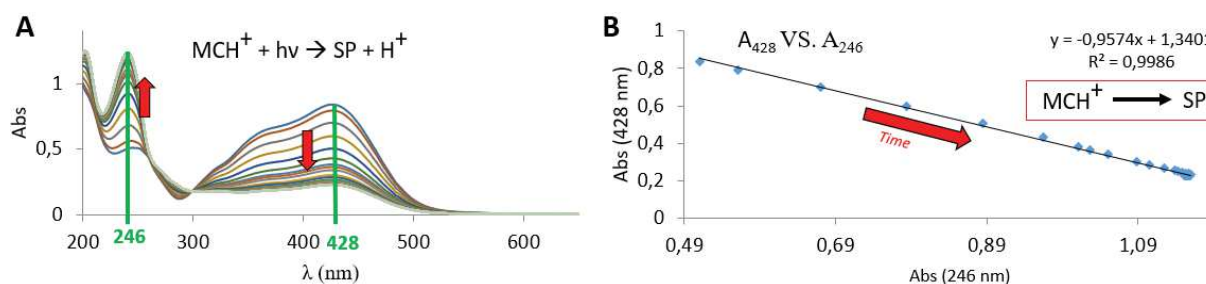 A
MCH⁺ + hν → SP + H⁺
Abs
1
0,5
0
200
246
300
400
428
500
600
λ (nm)
B
A₄₂₈ VS. A₂₄₆
y = -0,9574x + 1,3401
R² = 0,9986
MCH⁺ → SP
Time
Abs (428 nm)
1
0,8
0,6
0,4
0,2
0
0,49
0,69
0,89
1,09
Abs (246 nm)